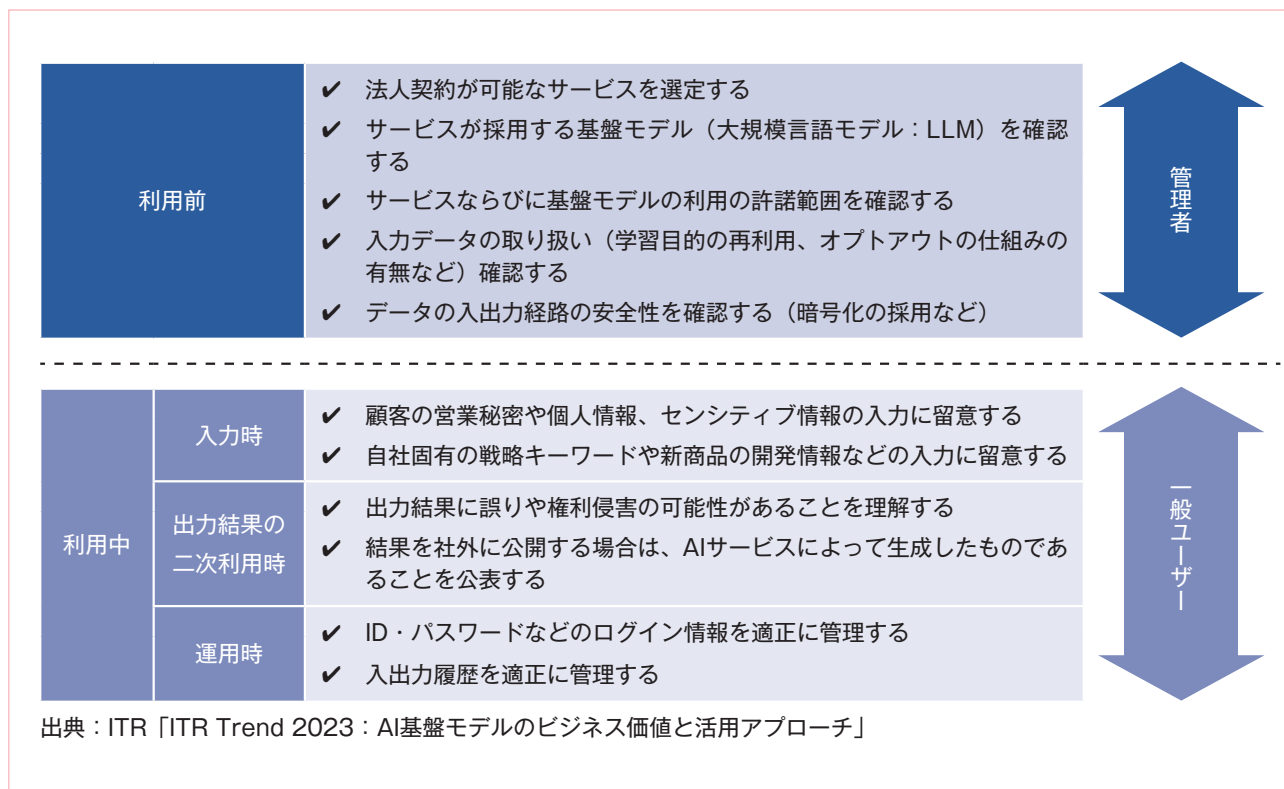 利用前
✔ 法人契約が可能なサービスを選定する
✔ サービスが採用する基盤モデル（大規模言語モデル：LLM）を確認
する
✔ サービスならびに基盤モデルの利用の許諾範囲を確認する
✔ 入力データの取り扱い（学習目的の再利用、オプトアウトの仕組みの
有無など）確認する
✔ データの入出力経路の安全性を確認する（暗号化の採用など）
管理者
利用中
入力時
✔ 顧客の営業秘密や個人情報、センシティブ情報の入力に留意する
✔ 自社固有の戦略キーワードや新商品の開発情報などの入力に留意する
出力結果の
二次利用時
✔ 出力結果に誤りや権利侵害の可能性があることを理解する
✔ 結果を社外に公開する場合は、AIサービスによって生成したものであ
ることを公表する
運用時
✔ ID・パスワードなどのログイン情報を適正に管理する
✔ 入出力履歴を適正に管理する
一般ユーザー
出典：ITR「ITR Trend 2023：AI基盤モデルのビジネス価値と活用アプローチ」